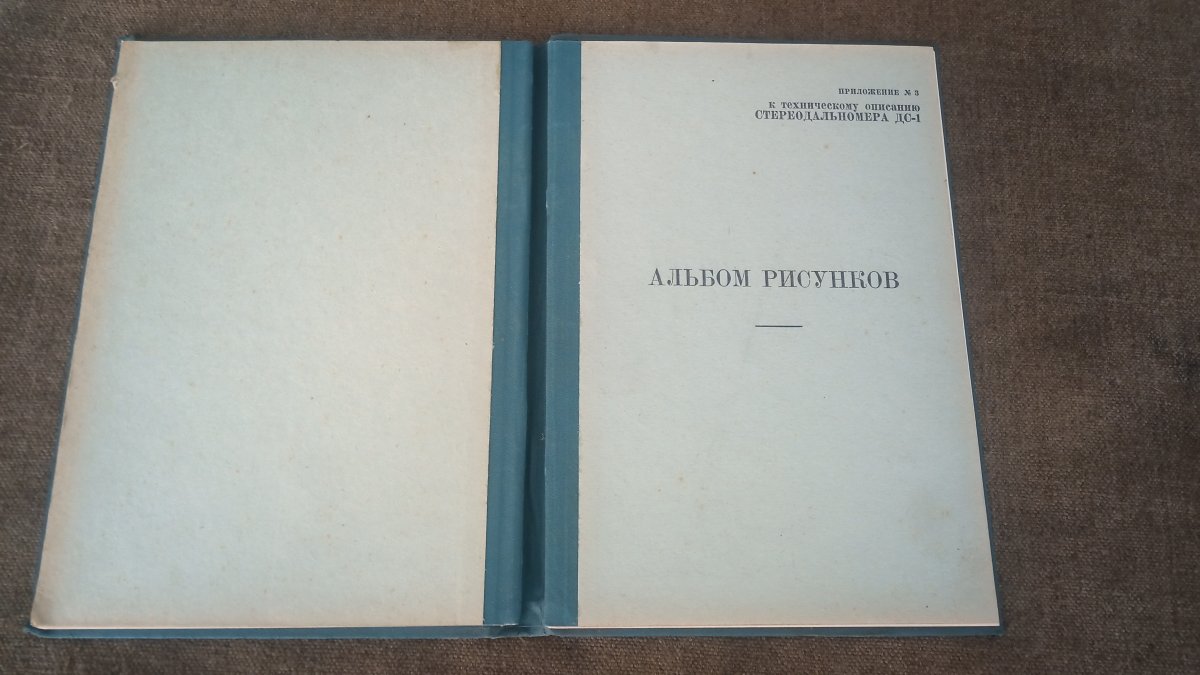 ПРИЛОЖЕНИЕ № 3
к техническому описанию
СТЕРЕОДАЛЬНОМЕРА ДС-1
АЛЬБОМ РИСУНКОВ